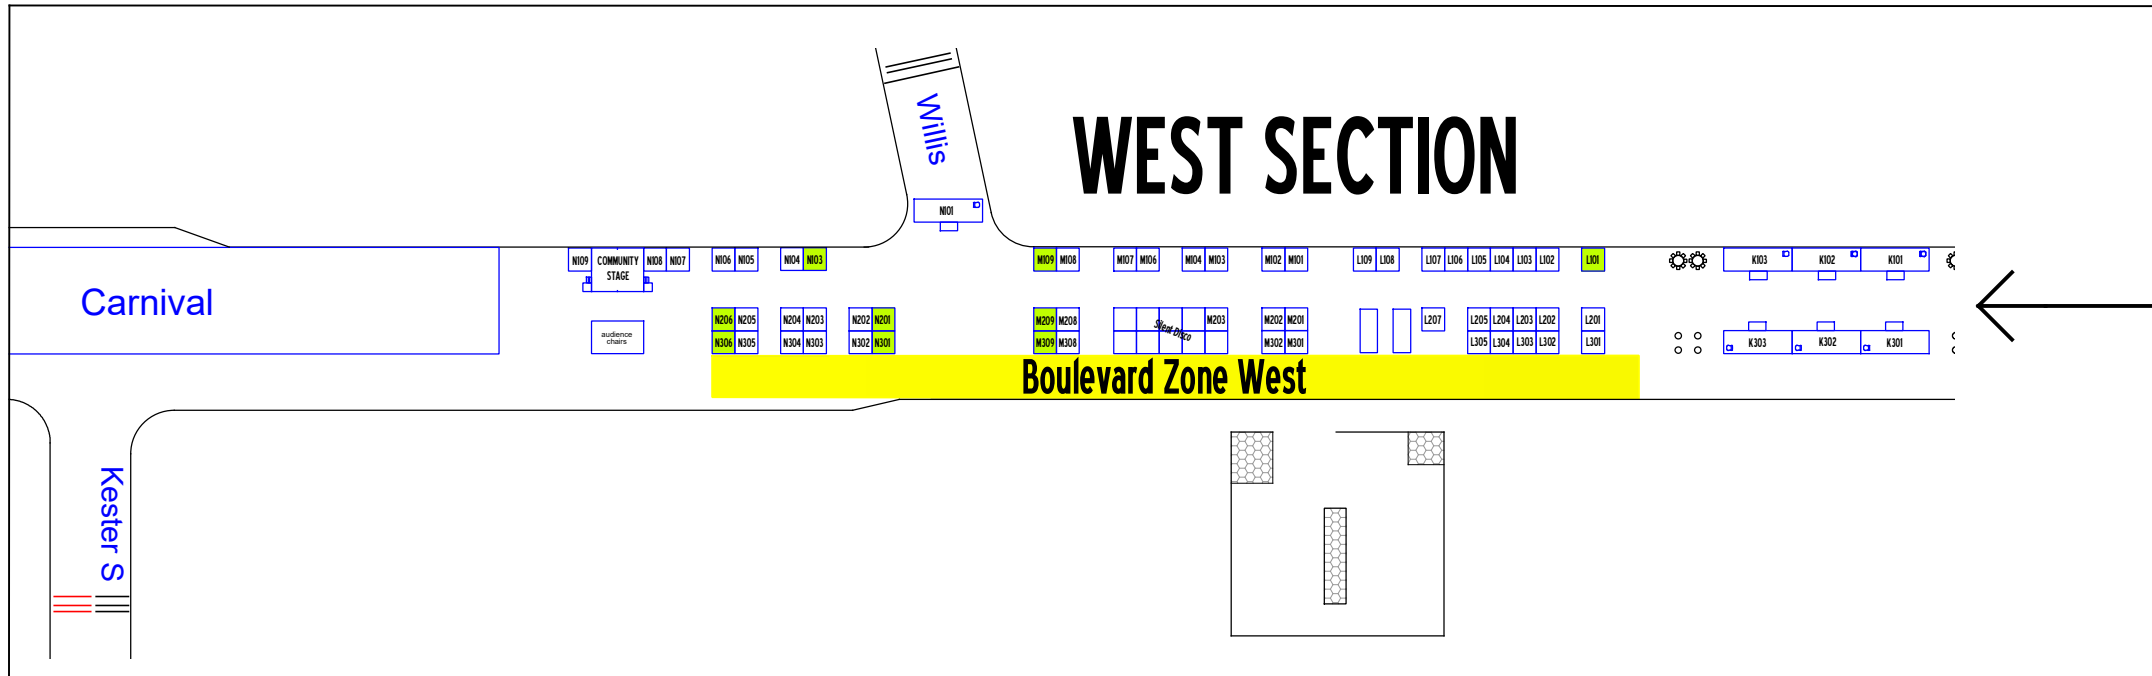 WEST SECTION
Willis
N101
N109
COMMUNITY
STAGE
N108 N107
N106 N105
N104 N103
M109 M108
M107 M106
M104 M103
M102 M101
L109 L108
L107 L106 L105 L104 L103 L102
L101
K103 K102 K101
Carnival
audience
chairs
N206 N205
N204 N203
N202 N201
M209 M208
Silent Disco
M203
M202 M201
L207
L205 L204 L203 L202
L201
N306 N305
N304 N303
N302 N301
M309 M308
M302 M301
L305 L304 L303 L302
L301
K303 K302 K301
Boulevard Zone West
Kester S